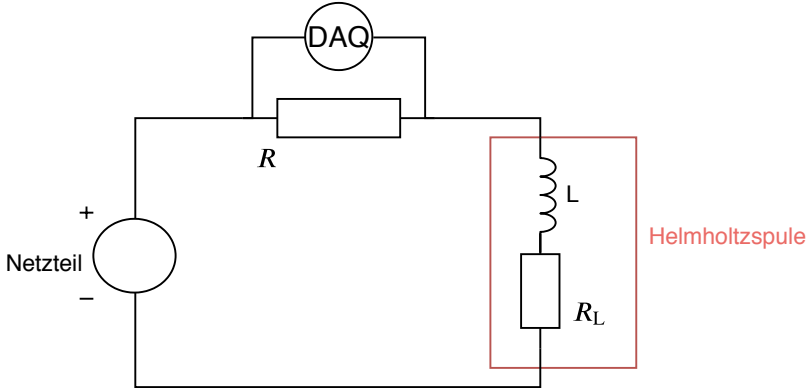 DAQ
R
+
Netzteil
−
L
R_L
Helmholtzspule